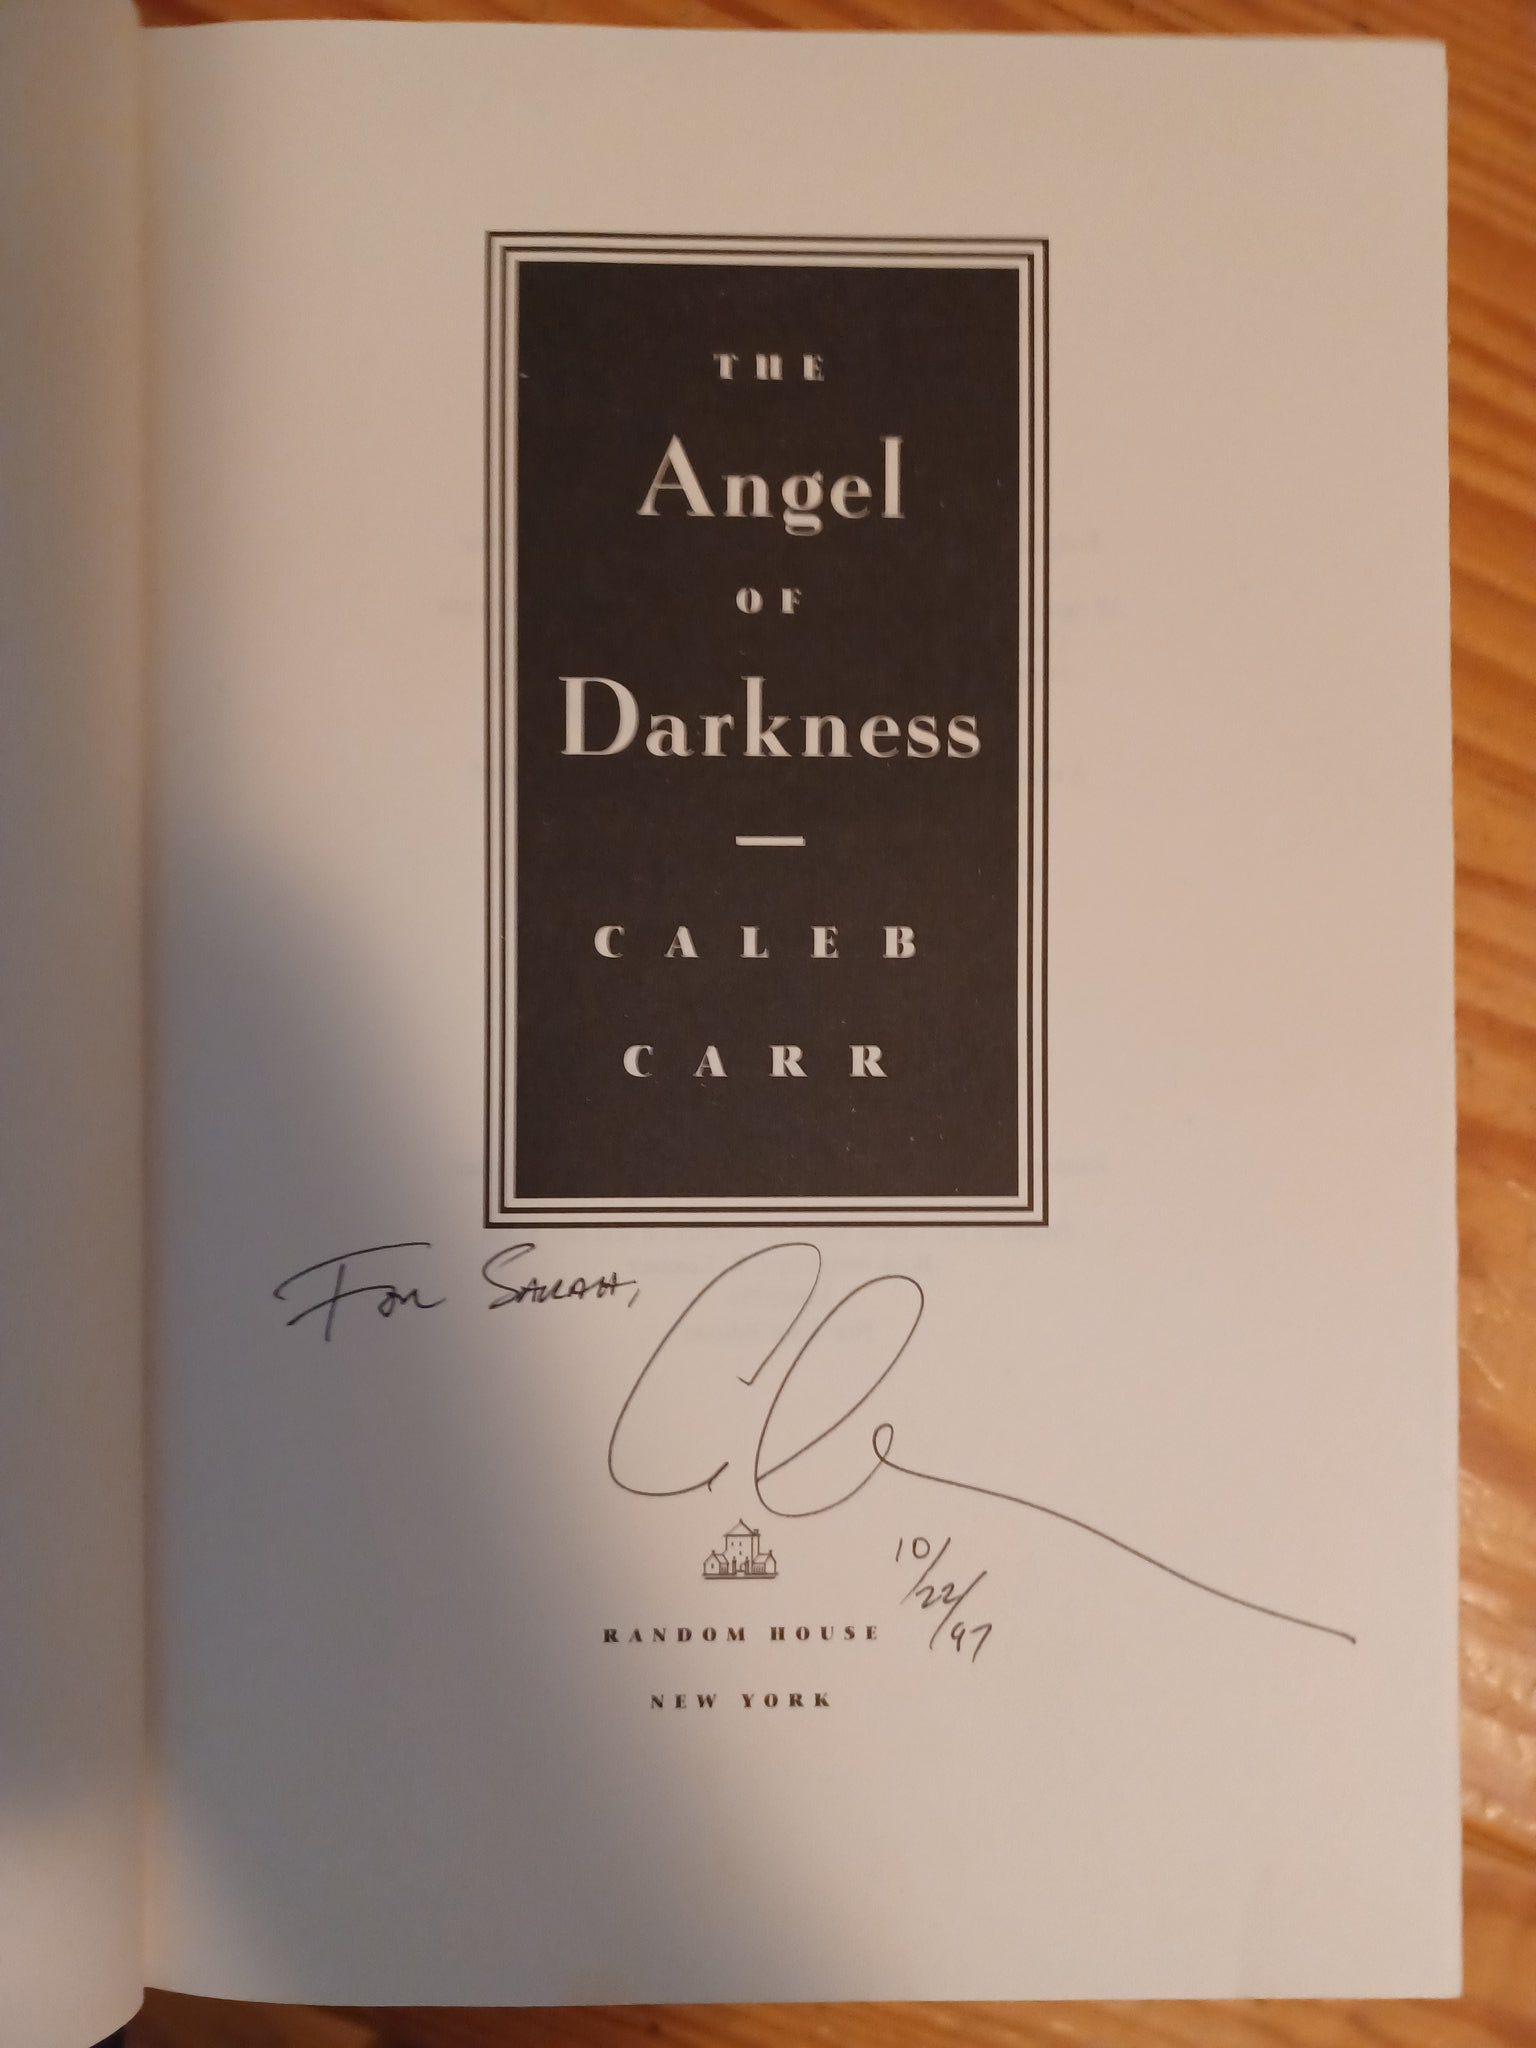 THE
Angel
OF
Darkness
—
CALEB
CARR
For SARAH,
10/22/97
RANDOM HOUSE
NEW YORK